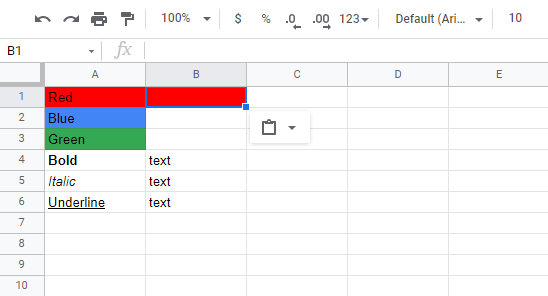 100% $ % .0 .00 123 Default (Ari... 10
B1 fx
A B C D E
1 Red
2 Blue
3 Green
4 Bold text
5 Italic text
6 Underline text
7
8
9
10